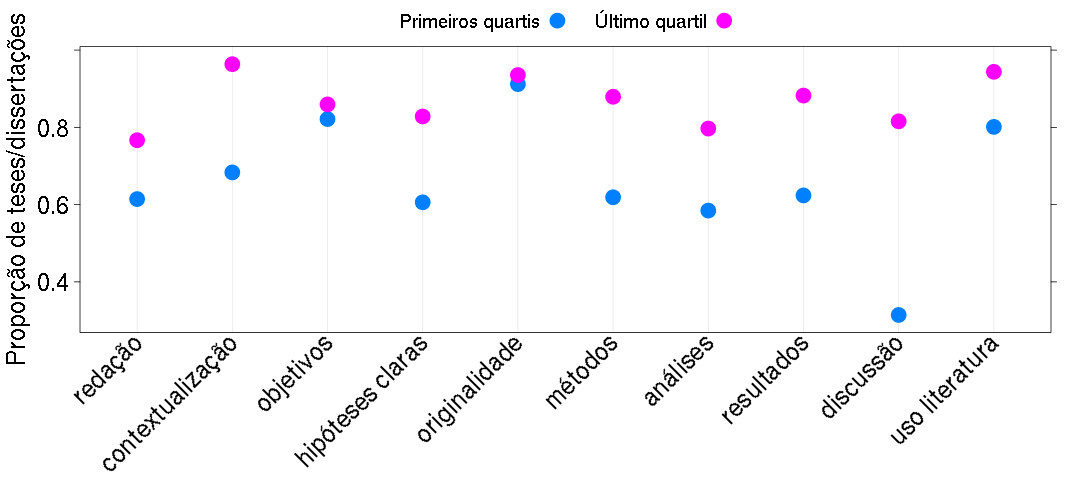 Primeiros quartis
Último quartil
Proporção de teses/dissertações
0.8
0.6
0.4
redação
contextualização
objetivos
hipóteses claras
originalidade
métodos
análises
resultados
discussão
uso literatura